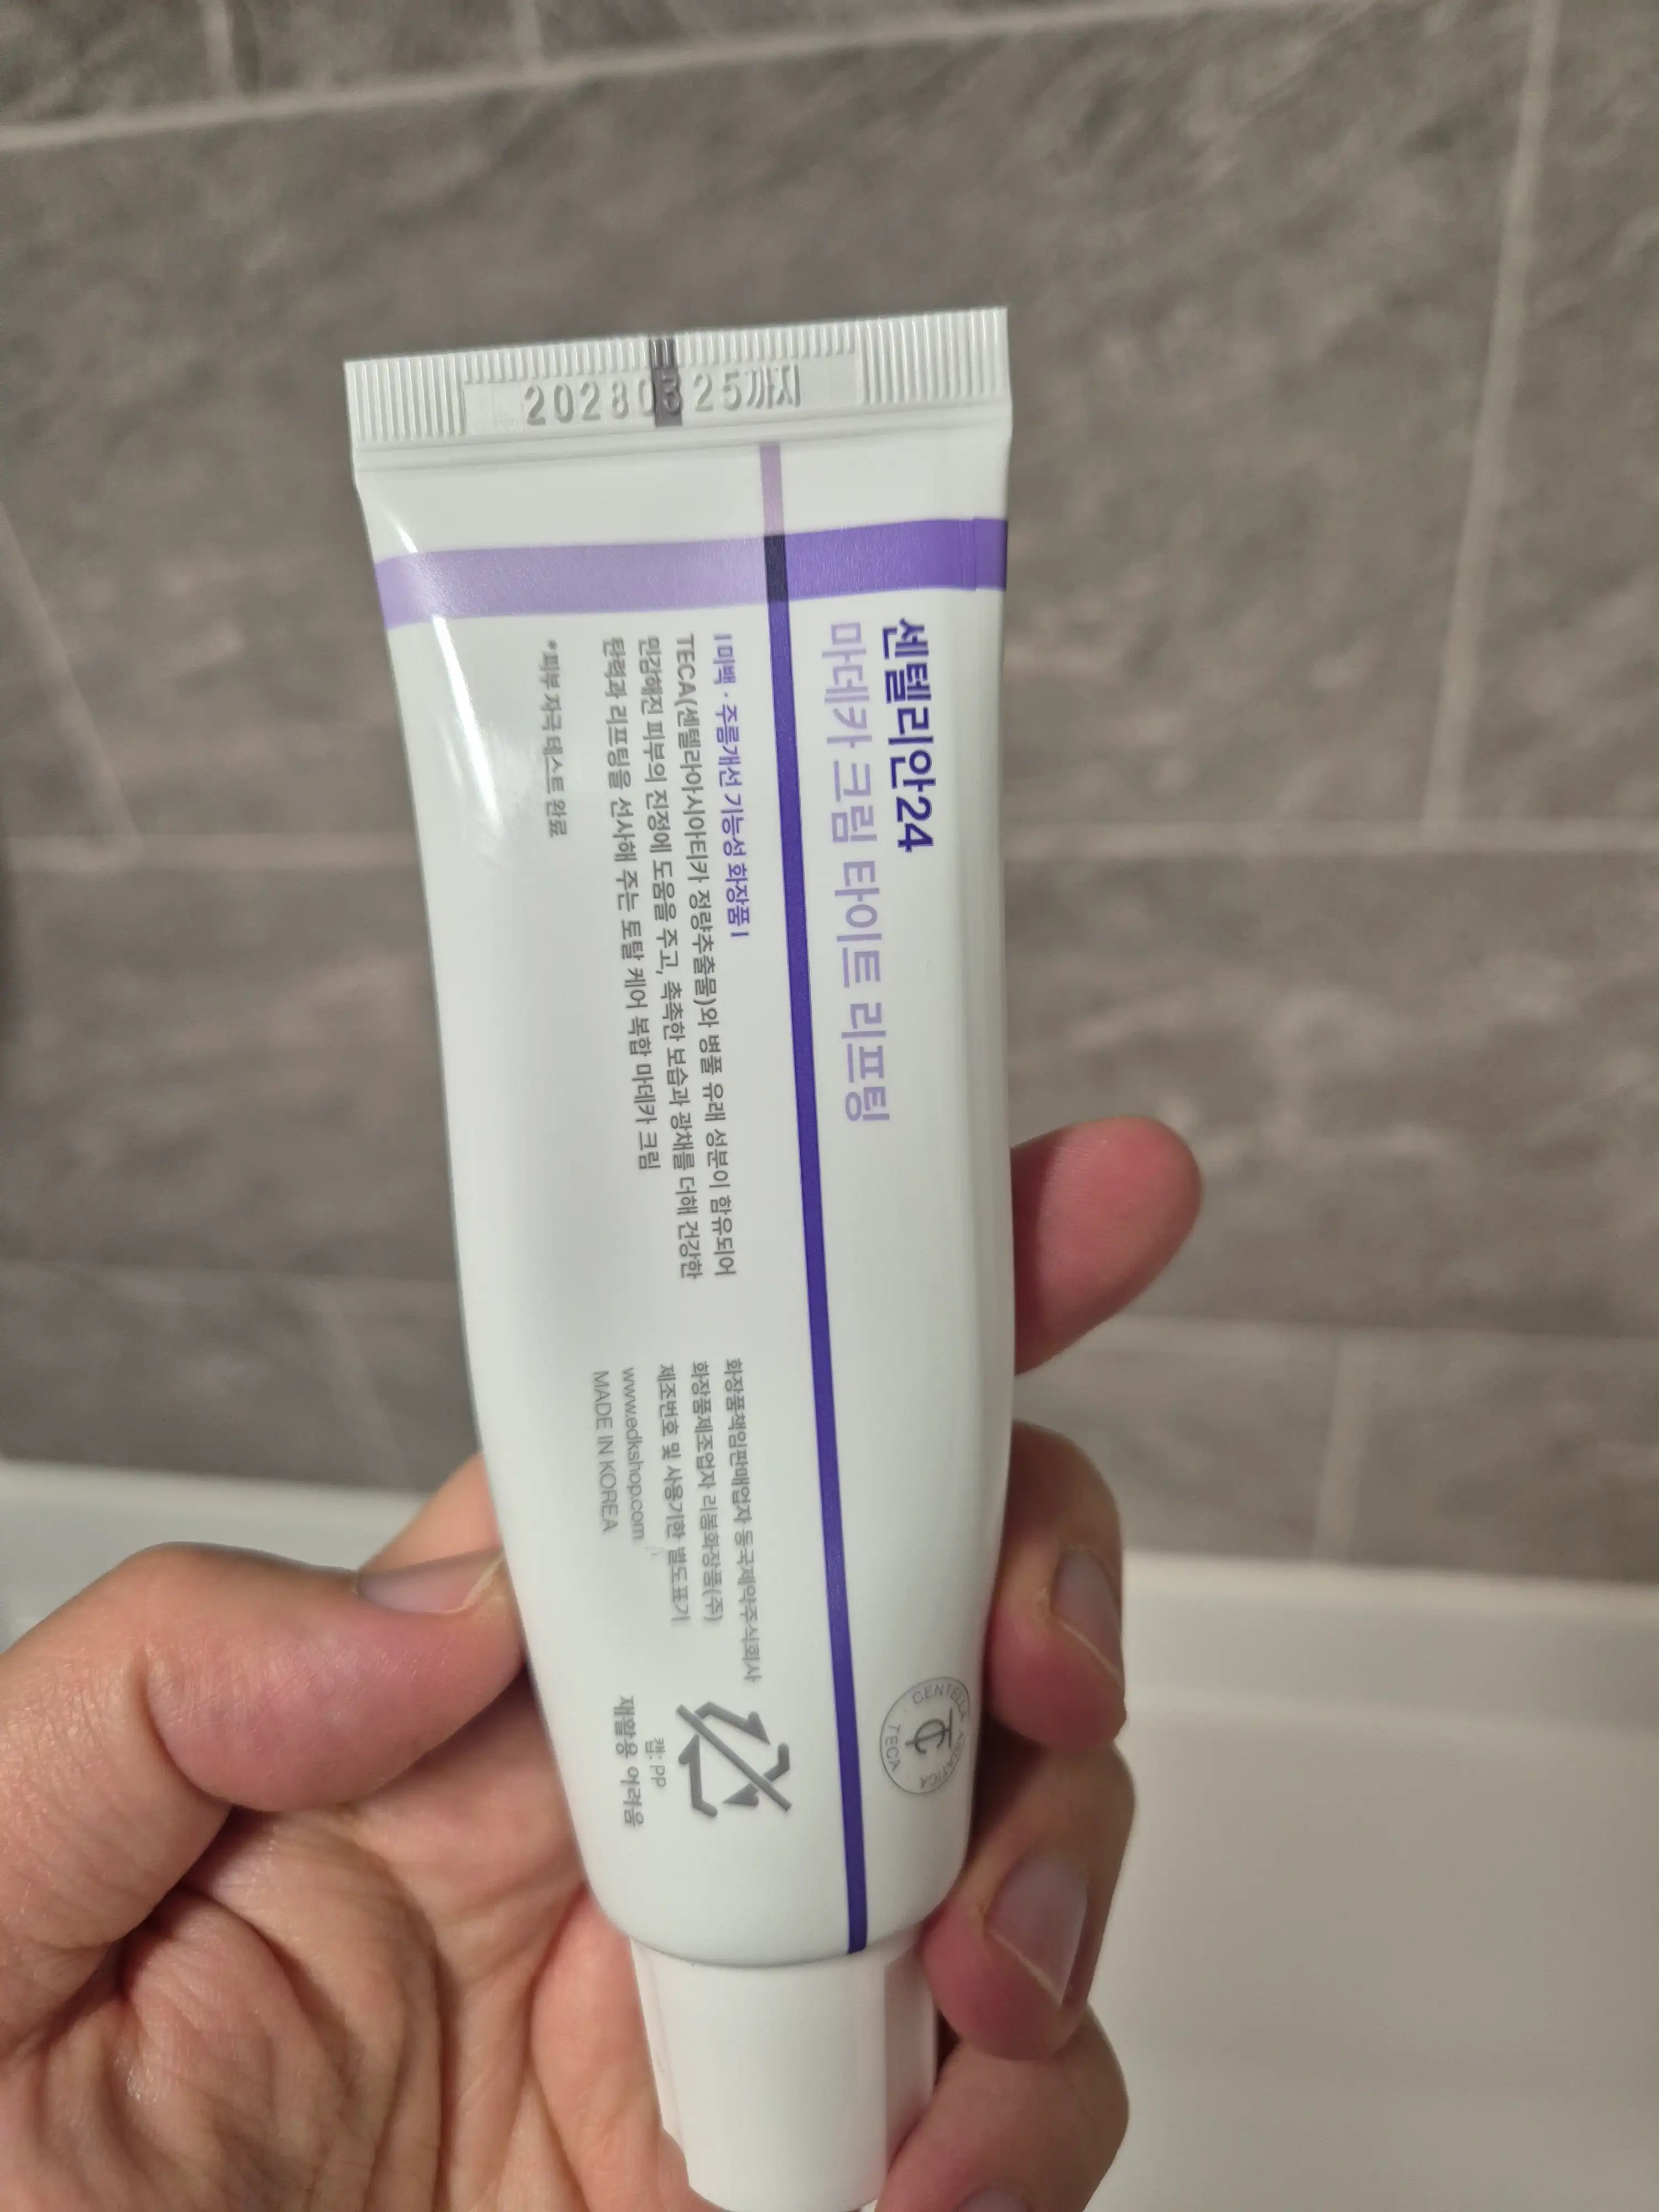 25까지
센텔리안24
마데카 크림 타이트 리프팅
|미백 · 주름개선 기능성 화장품|
TECA(센텔라아시아티카 정량추출물)와 병풀 유래 성분이 함유되어
민감해진 피부의 진정에 도움을 주고, 촉촉한 보습과 광채를 더해 건강한
탄력과 리프팅을 선사해 주는 토탈 케어 복합 마데카 크림
*피부 자극 테스트 완료
화장품책임판매업자 동국제약주식회사
화장품제조업자 리봄화장품(주)
제조번호 및 사용기한 별도표기
www.edkshop.com
MADE IN KOREA
캡: PP
재활용 어려움
CENTELLA ASIATICA
TECA